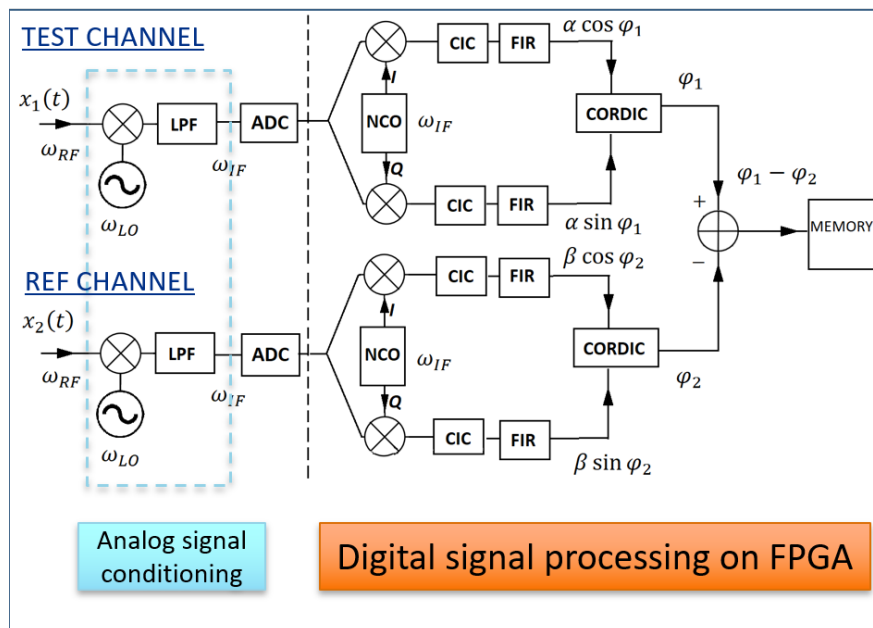 TEST CHANNEL
x₁(t)
ω_RF
ω_LO
LPF
ω_IF
ADC
I
NCO
Q
ω_IF
CIC
FIR
α cos φ₁
CIC
FIR
α sin φ₁
CORDIC
φ₁
REF CHANNEL
x₂(t)
ω_RF
ω_LO
LPF
ω_IF
ADC
I
NCO
Q
ω_IF
CIC
FIR
β cos φ₂
CIC
FIR
β sin φ₂
CORDIC
φ₂
φ₁ − φ₂
+
−
MEMORY
Analog signal
conditioning
Digital signal processing on FPGA